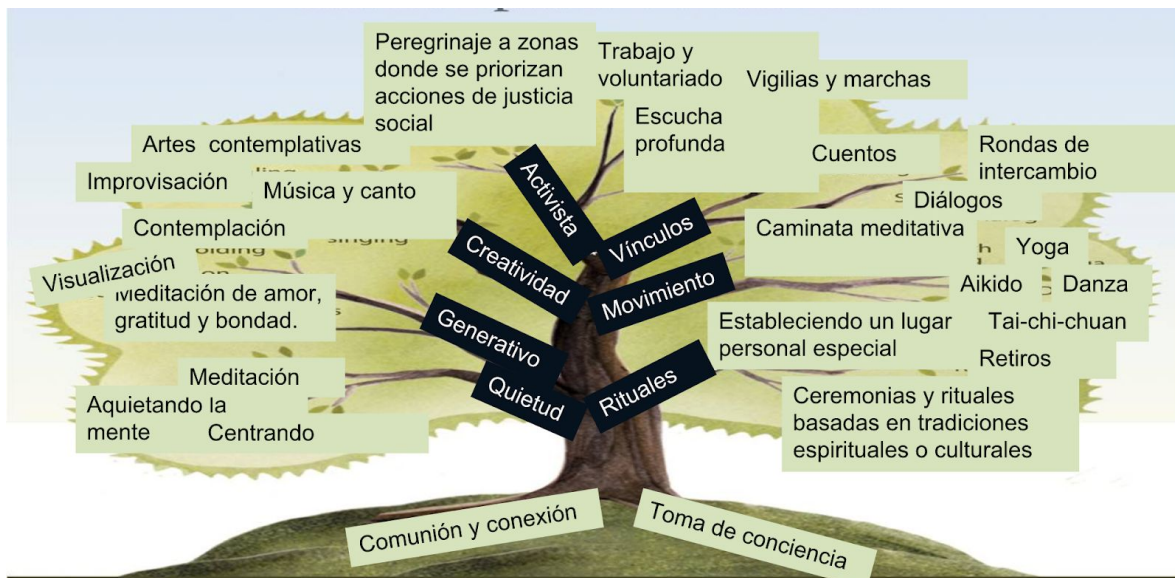 Peregrinaje a zonas
donde se priorizan
acciones de justicia
social
Trabajo y
voluntariado
Vigilias y marchas
Escucha
profunda
Artes contemplativas
Improvisación
Música y canto
Contemplación
singing
Visualización
Meditación de amor,
gratitud y bondad.
Meditación
Aquietando la
mente
Centrando
Activista
Creatividad
Generativo
Quietud
Vínculos
Movimiento
Rituales
Cuentos
Rondas de
intercambio
Diálogos
Caminata meditativa
Yoga
Aikido
Danza
Tai-chi-chuan
Estableciendo un lugar
personal especial
Retiros
Ceremonias y rituales
basadas en tradiciones
espirituales o culturales
Comunión y conexión
Toma de conciencia